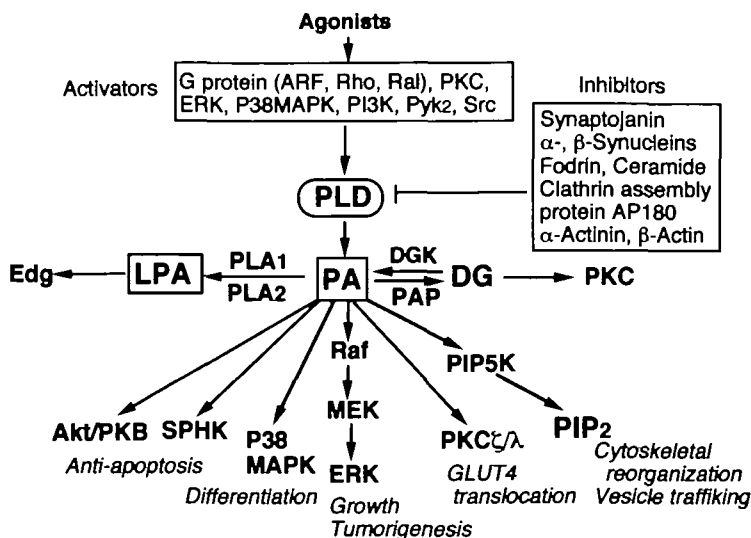 Agonists
Activators
G protein (ARF, Rho, Ral), PKC,
ERK, P38MAPK, PI3K, Pyk2, Src
Inhibitors
Synaptojanin
α-, β-Synucleins
Fodrin, Ceramide
Clathrin assembly
protein AP180
α-Actinin, β-Actin
PLD
Edg
LPA
PLA1
PLA2
PA
DGK
PAP
DG
PKC
Raf
PIP5K
MEK
Akt/PKB
SPHK
P38
MAPK
ERK
PKCζ/λ
PIP2
Anti-apoptosis
Differentiation
Growth
Tumorigenesis
GLUT4
translocation
Cytoskeletal
reorganization
Vesicle traffiking